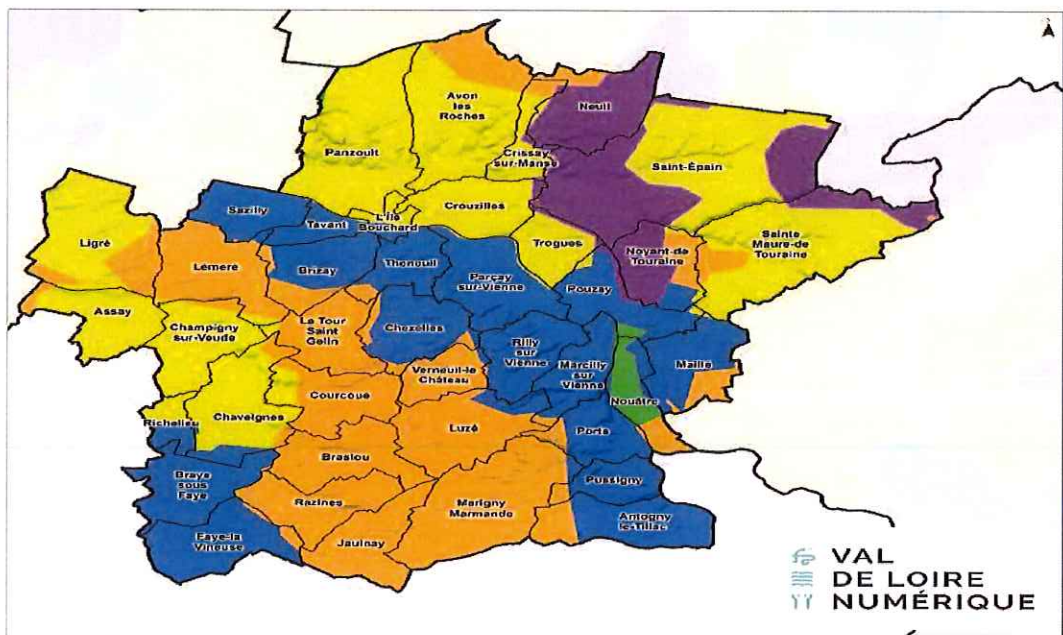 Avon
les
Roches
Neuil
Panzoult
Crissay
sur-Manse
Saint-Épain
L'Île
Bouchard
Crouzilles
Sazilly
Tavant
Ligré
Trogues
Noyant-de
Touraine
Sainte
Maure-de
Touraine
Lémeré
Brizay
Theneuil
Parçay
sur-Vienne
Pouzay
Assay
Champigny
sur-Veude
La Tour
Saint
Gelin
Chezelles
Rilly
sur
Vienne
Marcilly
sur
Vienne
Maillé
Verneuil-le
Château
Courcoué
Nouâtre
Richelieu
Chaveignes
Luzé
Ports
Braslou
Braye
sous
Faye
Pussigny
Razines
Marigny
Marmande
Antogny
le-Tillac
Faye-la
Vineuse
Jaulnay
VAL
DE LOIRE
NUMÉRIQUE